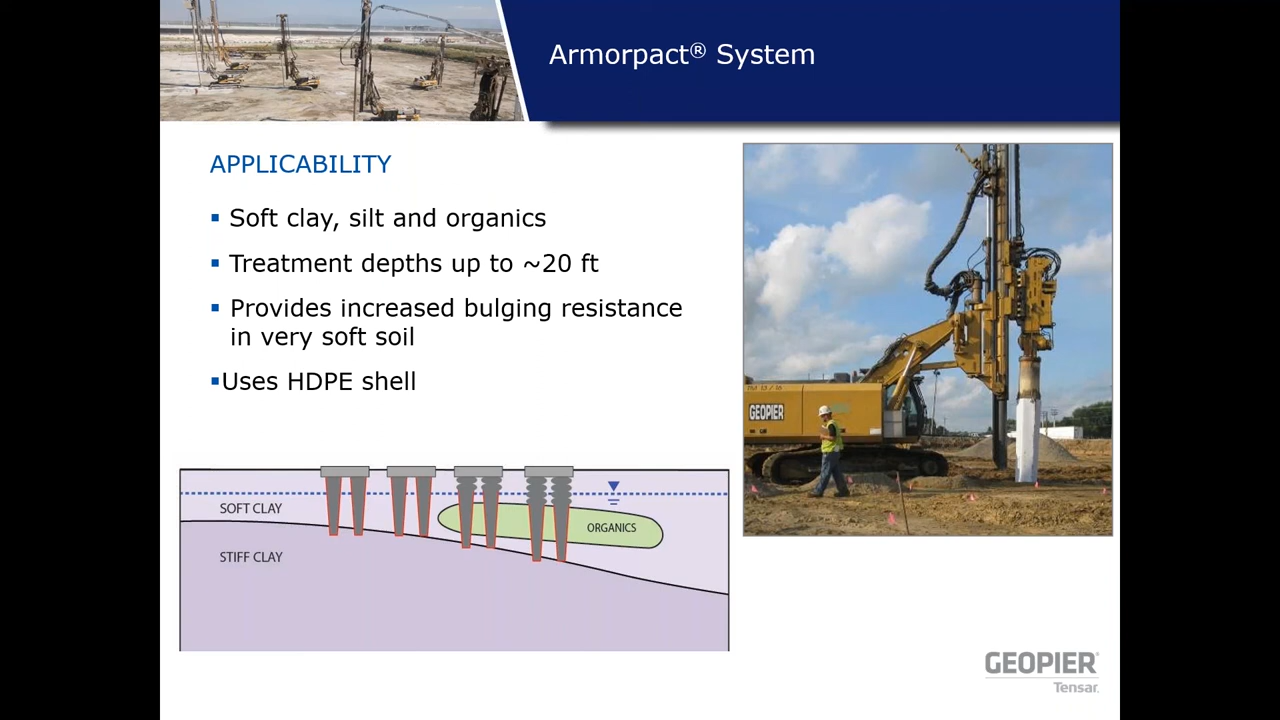 Armorpact® System
APPLICABILITY
▪ Soft clay, silt and organics
▪ Treatment depths up to ~20 ft
▪ Provides increased bulging resistance
in very soft soil
▪Uses HDPE shell
GEOPIER
SOFT CLAY
ORGANICS
STIFF CLAY
GEOPIER®
Tensar.